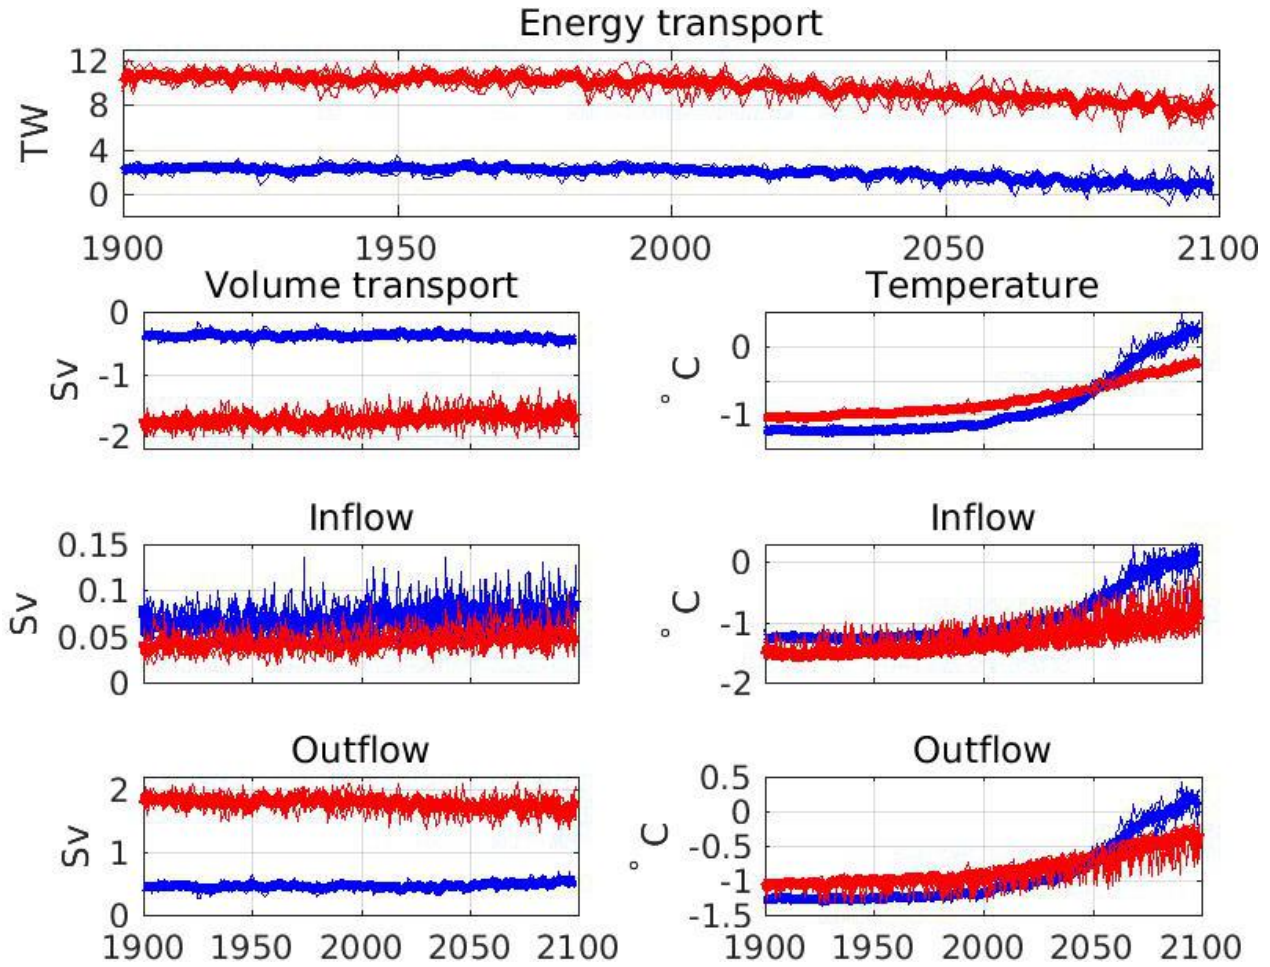 Energy transport
12
8
4
0
TW
1900 1950 2000 2050 2100
Volume transport
0
-1
-2
Sv
Temperature
0
-1
° C
Inflow
0.15
0.1
0.05
0
Sv
Inflow
0
-1
-2
° C
Outflow
2
1
0
Sv
1900 1950 2000 2050 2100
Outflow
0.5
0
-0.5
-1
-1.5
° C
1900 1950 2000 2050 2100